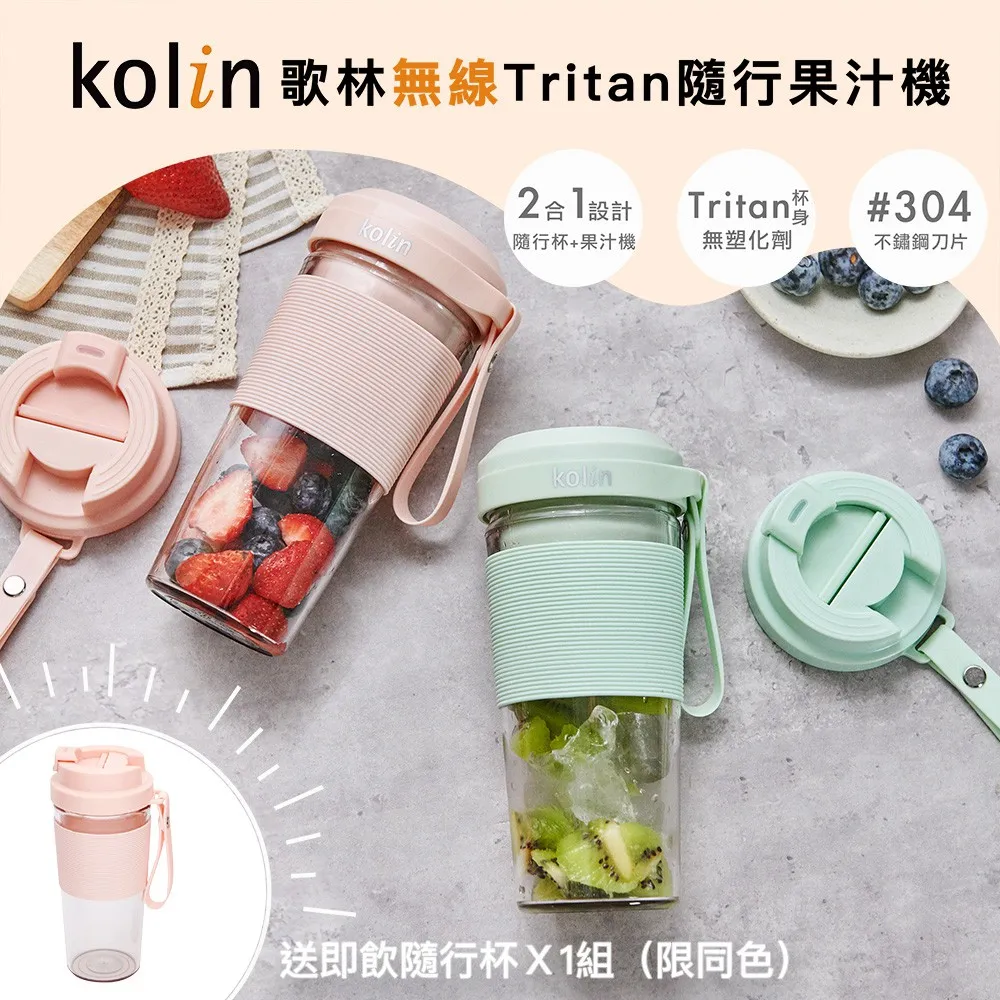 kolin 歌林無線Tritan隨行果汁機
2合1設計
隨行杯+果汁機
Tritan杯身
無塑化劑
#304
不鏽鋼刀片
kolin
kolin
送即飲隨行杯X1組（限同色）